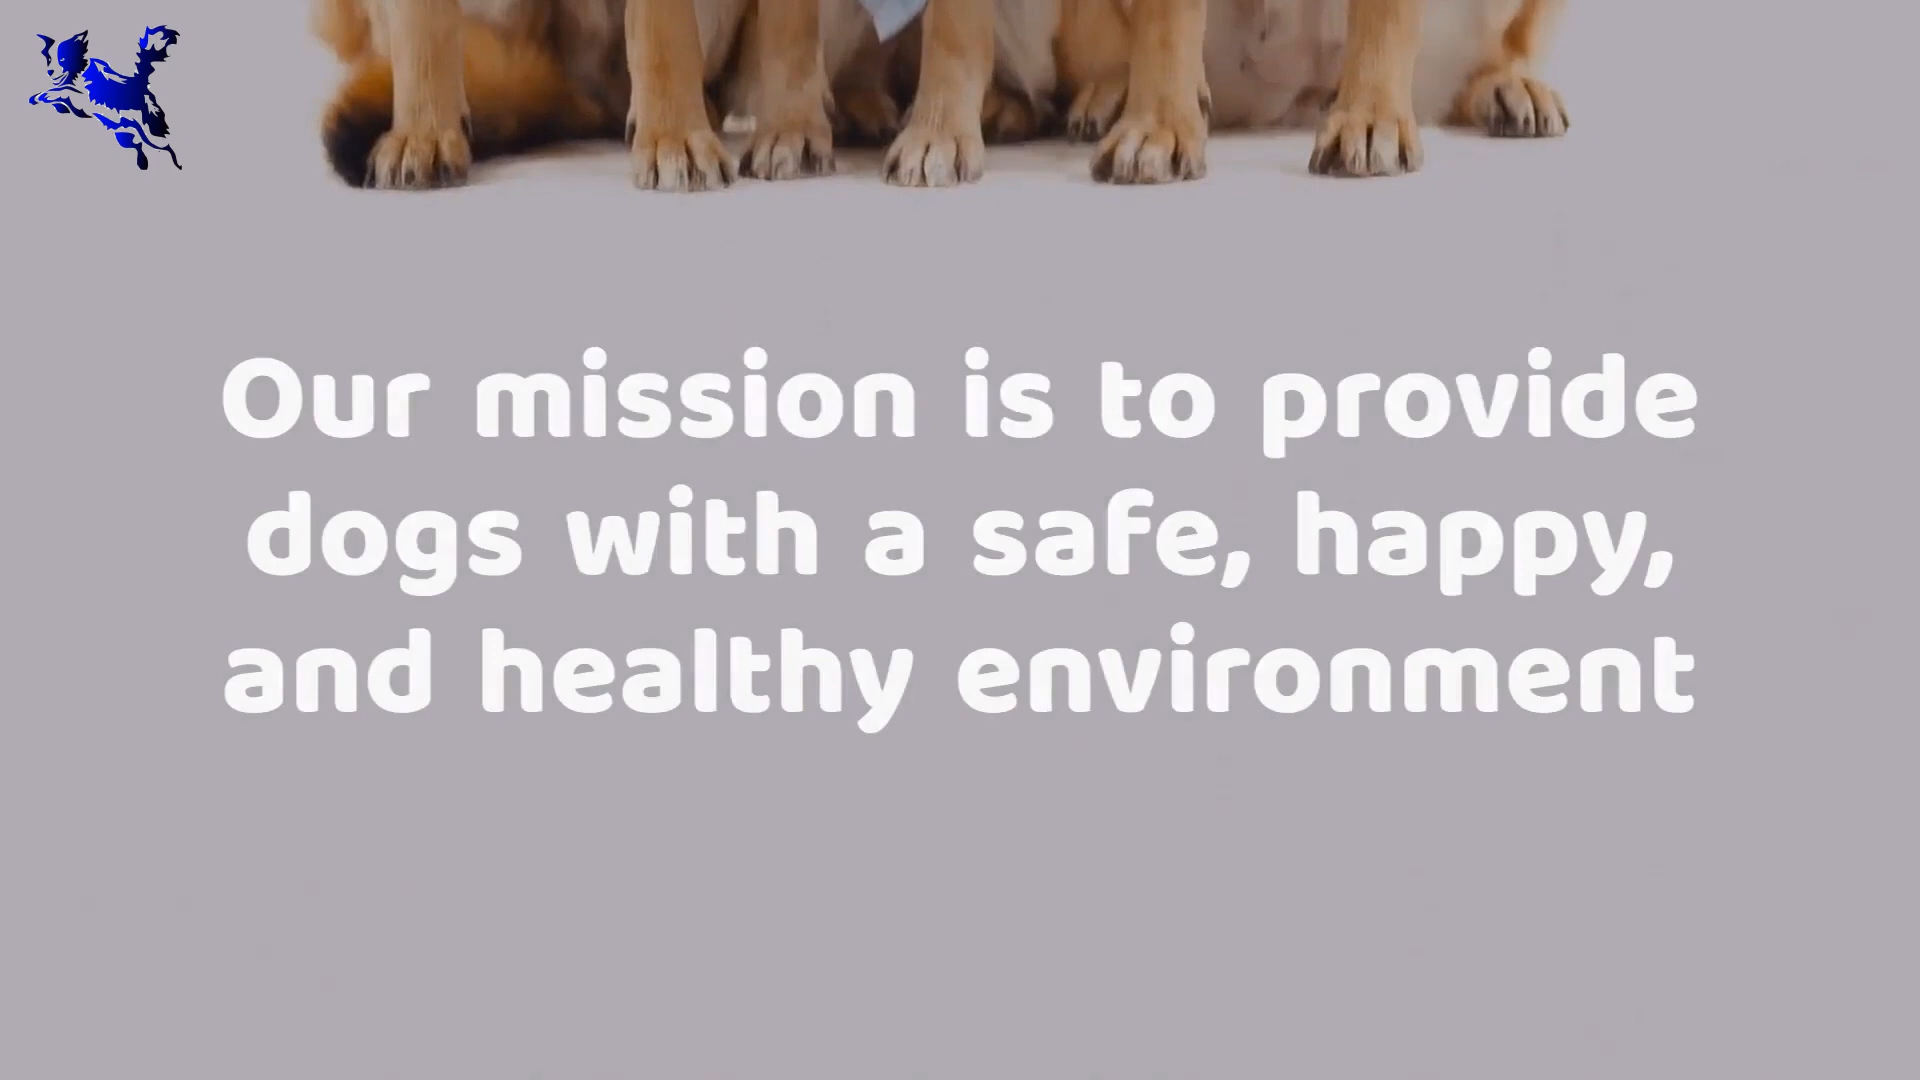 Our mission is to provide
dogs with a safe, happy,
and healthy environment